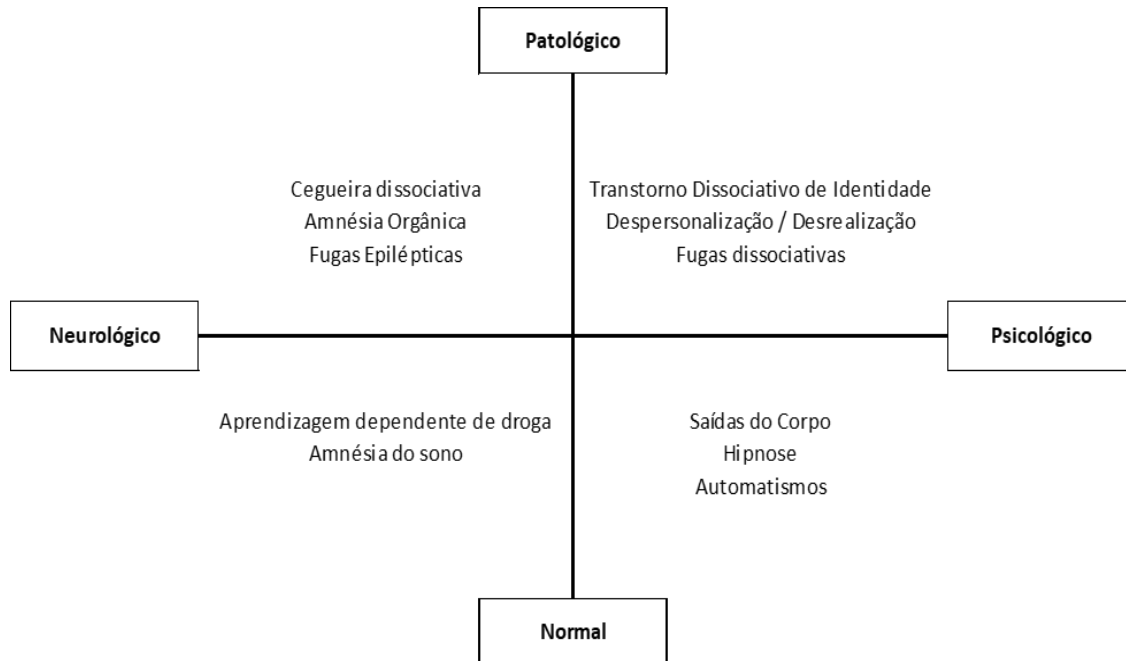 Patológico
Cegueira dissociativa
Amnésia Orgânica
Fugas Epilépticas
Transtorno Dissociativo de Identidade
Despersonalização / Desrealização
Fugas dissociativas
Neurológico
Psicológico
Aprendizagem dependente de droga
Amnésia do sono
Saídas do Corpo
Hipnose
Automatismos
Normal